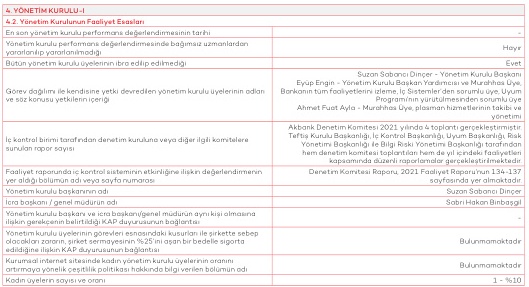 4. YÖNETİM KURULU-I
4.2. Yönetim Kurulunun Faaliyet Esasları
En son yönetim kurulu performans değerlendirmesinin tarihi
-
Yönetim kurulu performans değerlendirmesinde bağımsız uzmanlardan
yararlanılıp yararlanılmadığı
Hayır
Bütün yönetim kurulu üyelerinin ibra edilip edilmediği
Evet
Görev dağılımı ile kendisine yetki devredilen yönetim kurulu üyelerinin adları
ve söz konusu yetkilerin içeriği
Suzan Sabancı Dinçer - Yönetim Kurulu Başkanı
Eyüp Engin - Yönetim Kurulu Başkan Yardımcısı ve Murahhas Üye,
Bankanın tüm faaliyetlerini izleme, İç Sistemler'den sorumlu üye, Uyum
Programı'nın yürütülmesinden sorumlu üye
Ahmet Fuat Ayla - Murahhas Üye, plasman hizmetlerinin takibi ve
yönetimi
İç kontrol birimi tarafından denetim kuruluna veya diğer ilgili komitelere
sunulan rapor sayısı
Akbank Denetim Komitesi 2021 yılında 4 toplantı gerçekleştirmiştir.
Teftiş Kurulu Başkanlığı, İç Kontrol Başkanlığı, Uyum Başkanlığı, Risk
Yönetimi Başkanlığı ile Bilgi Riski Yönetimi Başkanlığı tarafından
hem denetim komitesi toplantıları hem de yıl içindeki faaliyetleri
kapsamında düzenli raporlamalar gerçekleştirilmektedir.
Faaliyet raporunda iç kontrol sisteminin etkinliğine ilişkin değerlendirmenin
yer aldığı bölümün adı veya sayfa numarası
Denetim Komitesi Raporu, 2021 Faaliyet Raporu'nun 134-137
sayfasında yer almaktadır.
Yönetim kurulu başkanının adı
Suzan Sabancı Dinçer
İcra başkanı / genel müdürün adı
Sabri Hakan Binbaşgil
Yönetim kurulu başkanı ve icra başkanı/genel müdürün aynı kişi olmasına
ilişkin gerekçenin belirtildiği KAP duyurusunun bağlantısı
-
Yönetim kurulu üyelerinin görevleri esnasındaki kusurları ile şirkette sebep
olacakları zararın, şirket sermayesinin %25'ini aşan bir bedelle sigorta
edildiğine ilişkin KAP duyurusunun bağlantısı
Bulunmamaktadır
Kurumsal internet sitesinde kadın yönetim kurulu üyelerinin oranını
artırmaya yönelik çeşitlilik politikası hakkında bilgi verilen bölümün adı
Bulunmamaktadır
Kadın üyelerin sayısı ve oranı
1 - %10